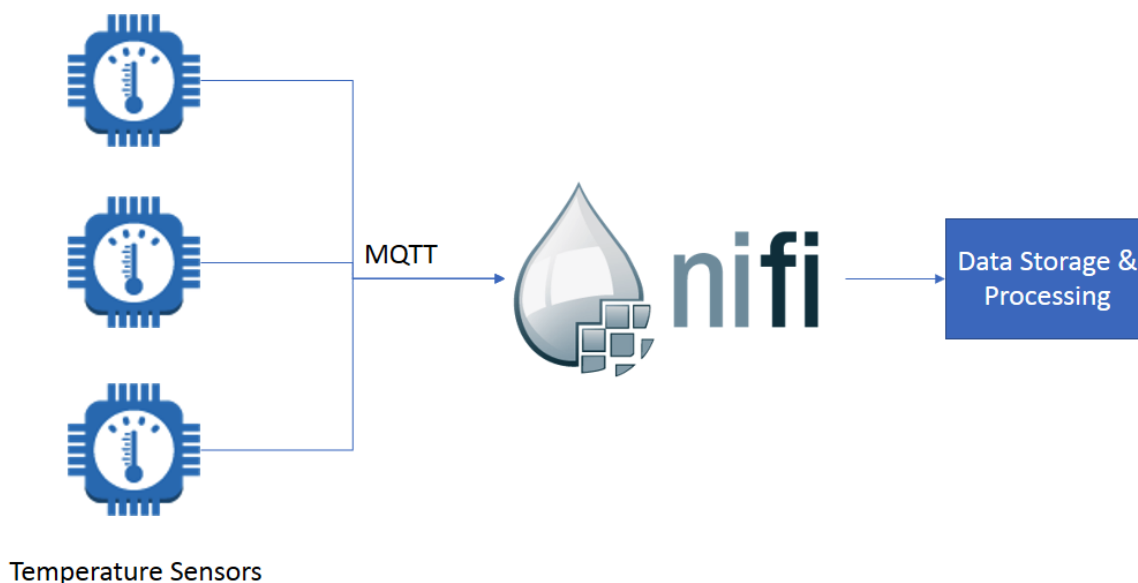 MQTT
nifi
Data Storage &
Processing
Temperature Sensors